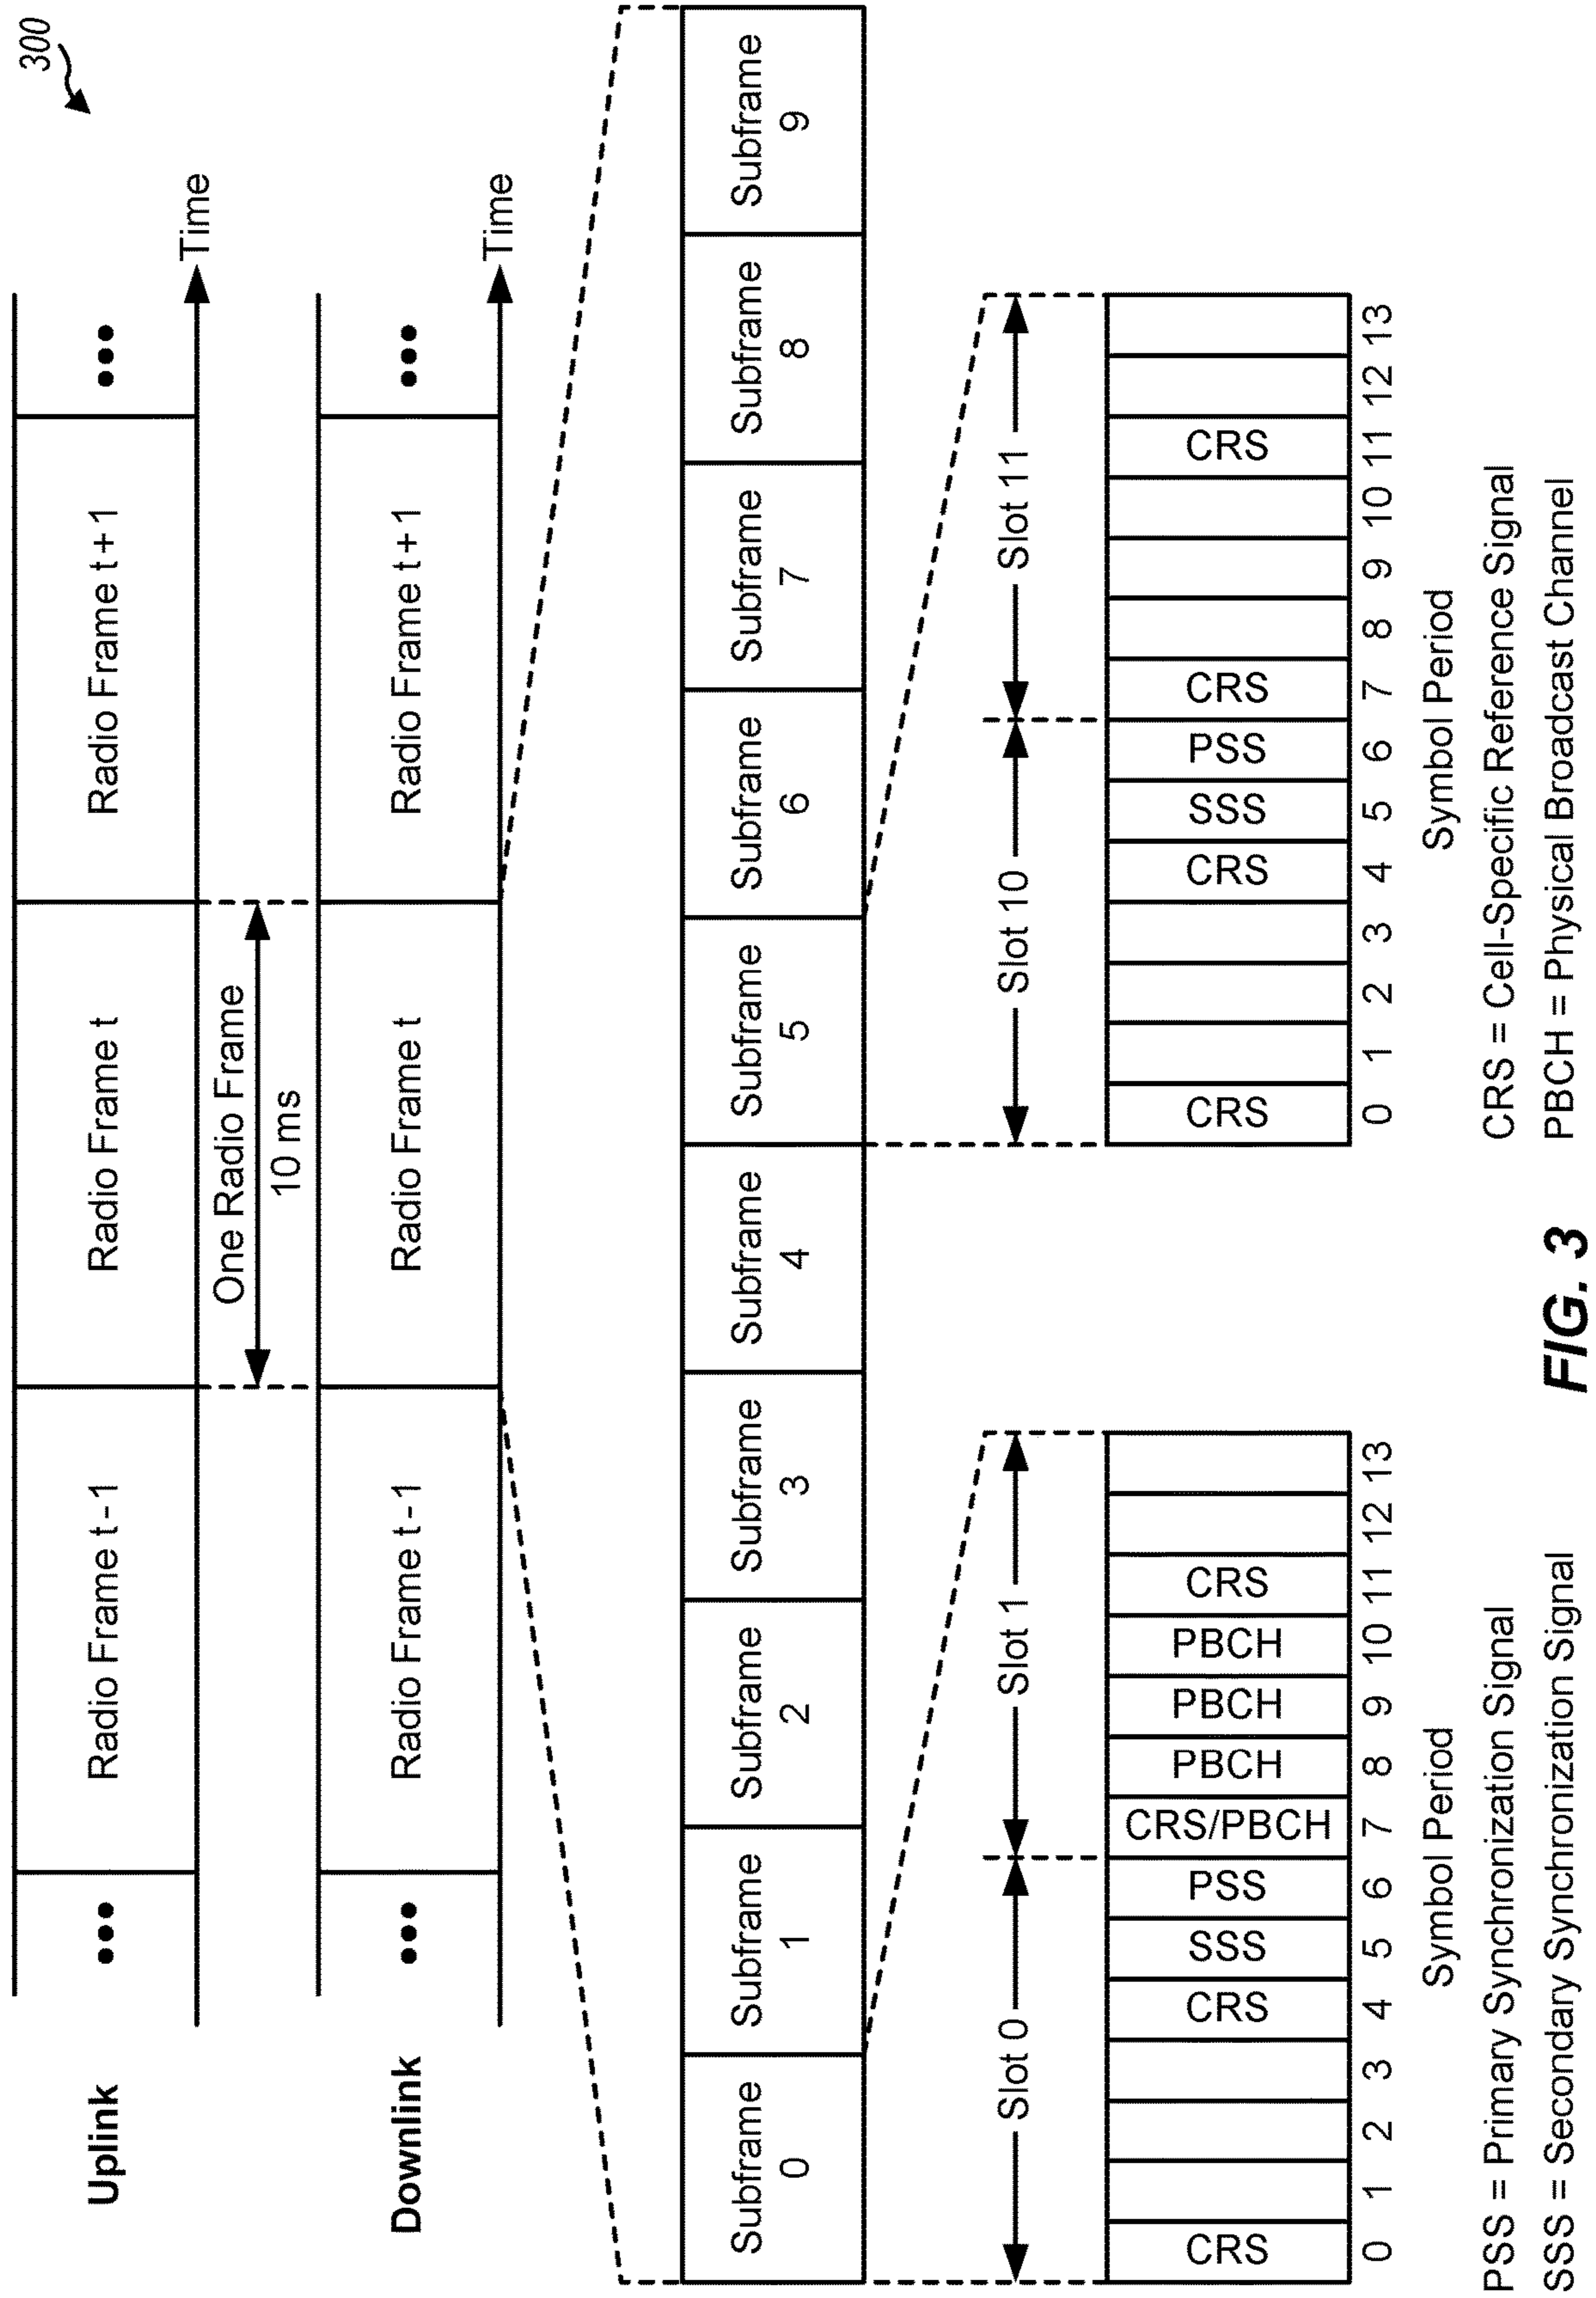 300
Uplink
••• Radio Frame t-1 Radio Frame t Radio Frame t+1 •••
Time
One Radio Frame
10 ms
Downlink
••• Radio Frame t-1 Radio Frame t Radio Frame t+1 •••
Time
Subframe 0 Subframe 1 Subframe 2 Subframe 3 Subframe 4 Subframe 5 Subframe 6 Subframe 7 Subframe 8 Subframe 9
Slot 0 Slot 1
CRS CRS SSS PSS CRS/PBCH PBCH PBCH PBCH CRS
0 1 2 3 4 5 6 7 8 9 10 11 12 13
Symbol Period
Slot 10 Slot 11
CRS CRS SSS PSS CRS CRS
0 1 2 3 4 5 6 7 8 9 10 11 12 13
Symbol Period
PSS = Primary Synchronization Signal
SSS = Secondary Synchronization Signal
CRS = Cell-Specific Reference Signal
PBCH = Physical Broadcast Channel
FIG. 3